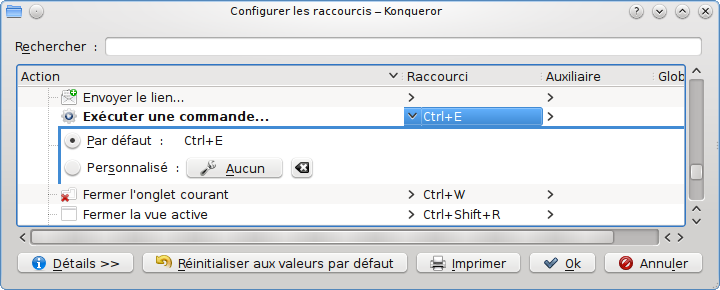 Configurer les raccourcis – Konqueror
Rechercher :
Action Raccourci Auxiliaire Glob
Envoyer le lien...
Exécuter une commande... Ctrl+E
Par défaut : Ctrl+E
Personnalisé : Aucun
Fermer l'onglet courant Ctrl+W
Fermer la vue active Ctrl+Shift+R
Détails >> Réinitialiser aux valeurs par défaut Imprimer Ok Annuler